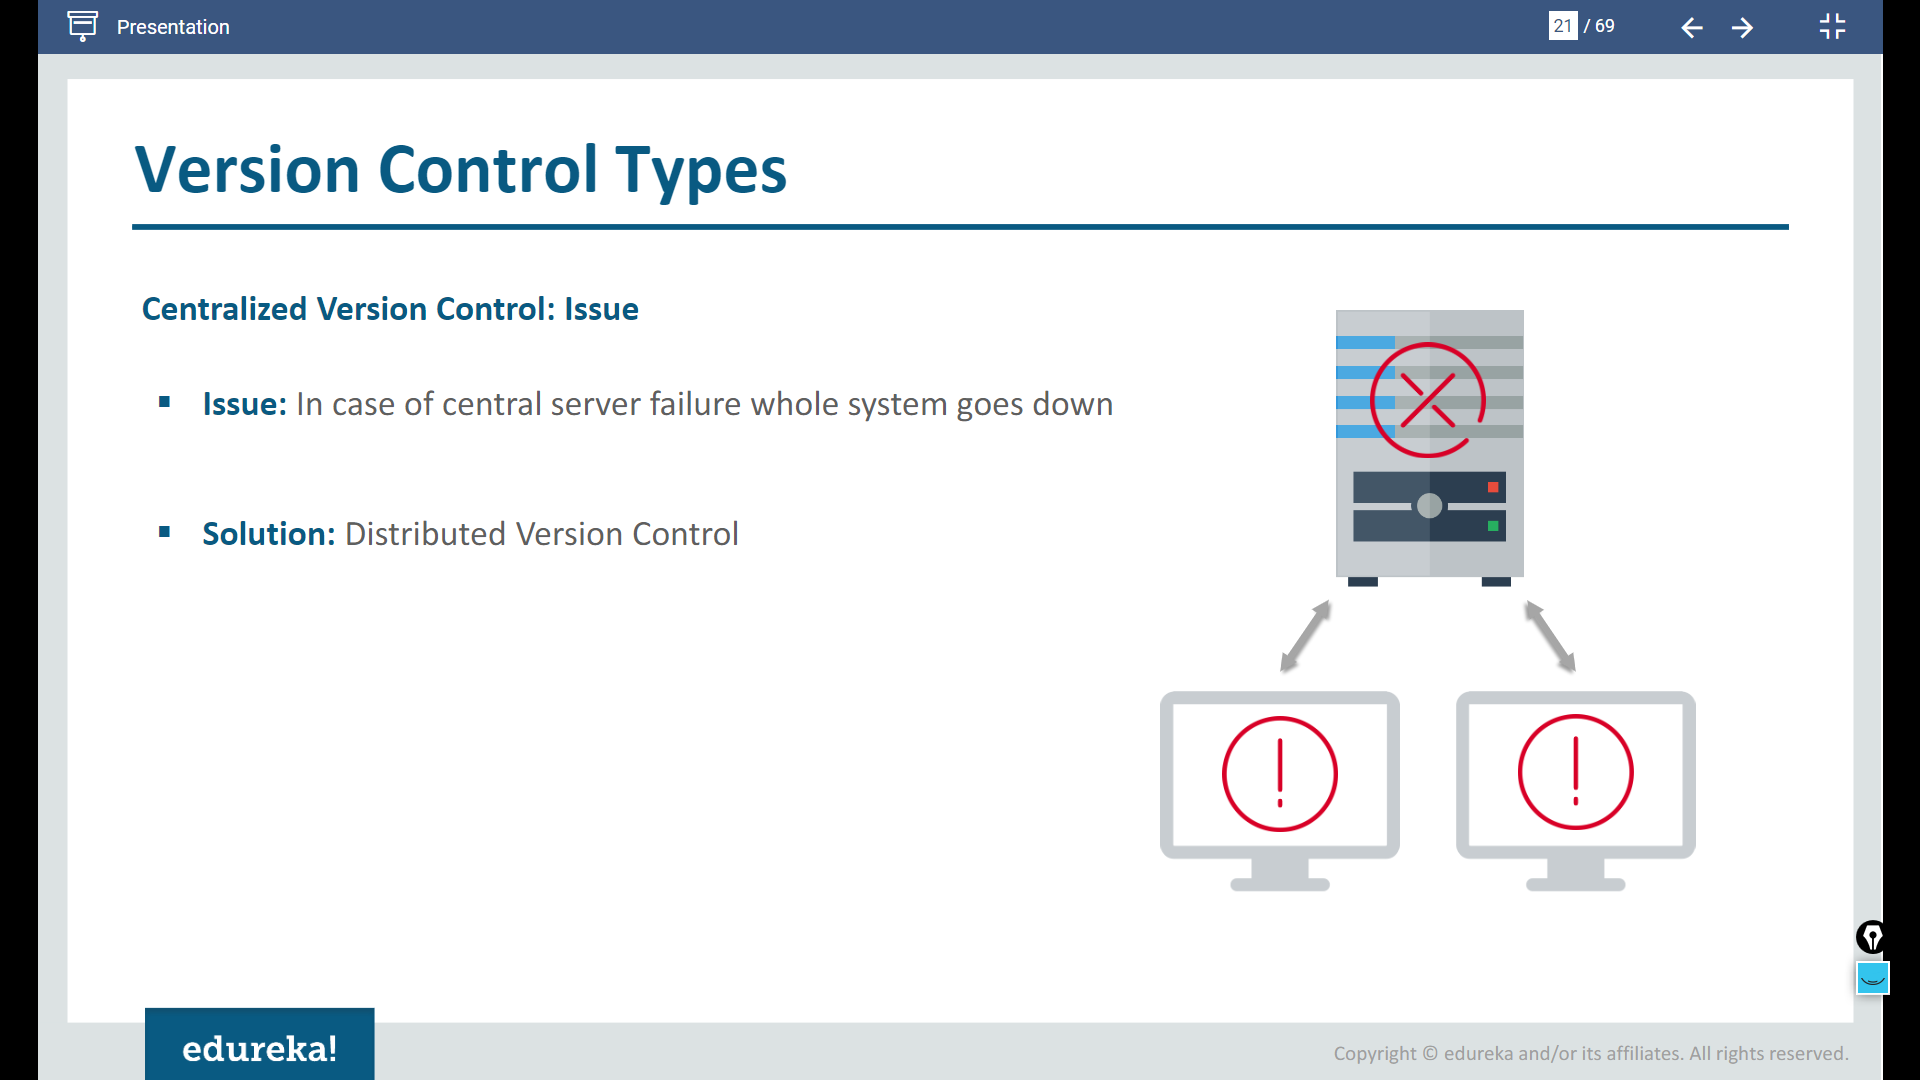 Presentation
21 / 69
Version Control Types
Centralized Version Control: Issue
▪ Issue: In case of central server failure whole system goes down
▪ Solution: Distributed Version Control
edureka!
Copyright © edureka and/or its affiliates. All rights reserved.